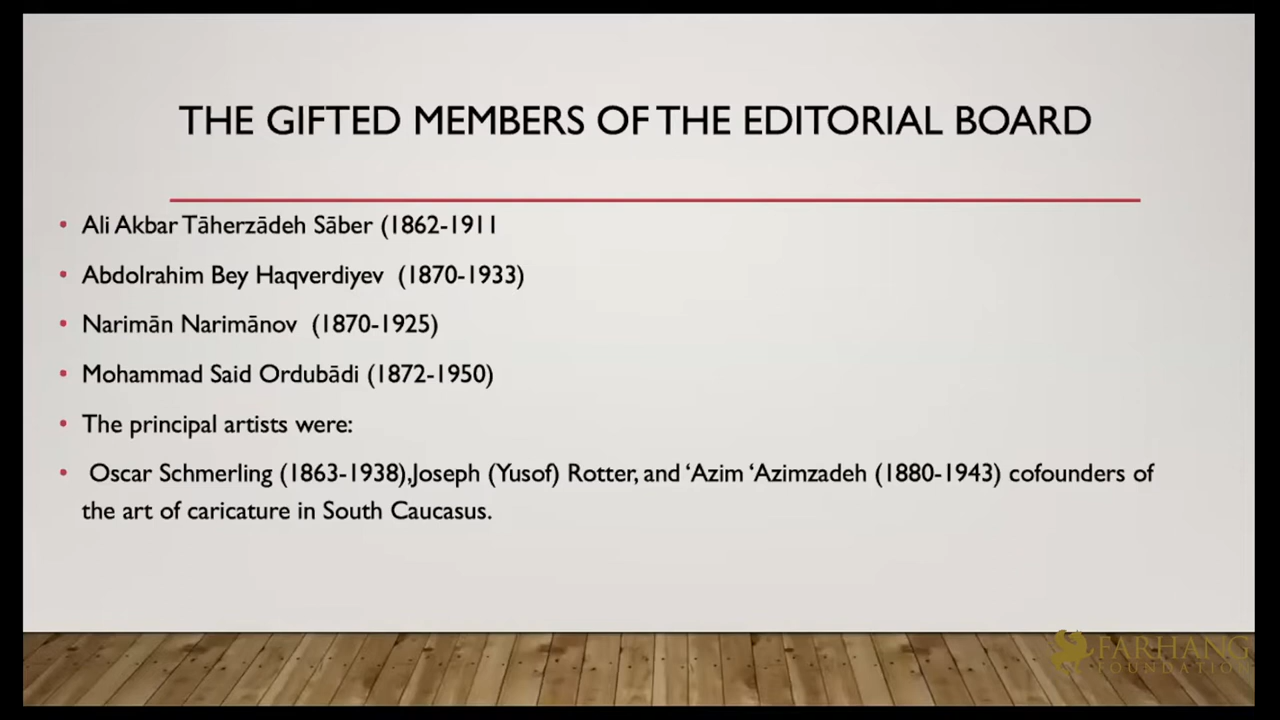 THE GIFTED MEMBERS OF THE EDITORIAL BOARD
• Ali Akbar Tāherzādeh Sāber (1862-1911
• Abdolrahim Bey Haqverdiyev (1870-1933)
• Narimān Narimānov (1870-1925)
• Mohammad Said Ordubādi (1872-1950)
• The principal artists were:
• Oscar Schmerling (1863-1938),Joseph (Yusof) Rotter, and ‘Azim ‘Azimzadeh (1880-1943) cofounders of
the art of caricature in South Caucasus.
FARHANG
FOUNDATION